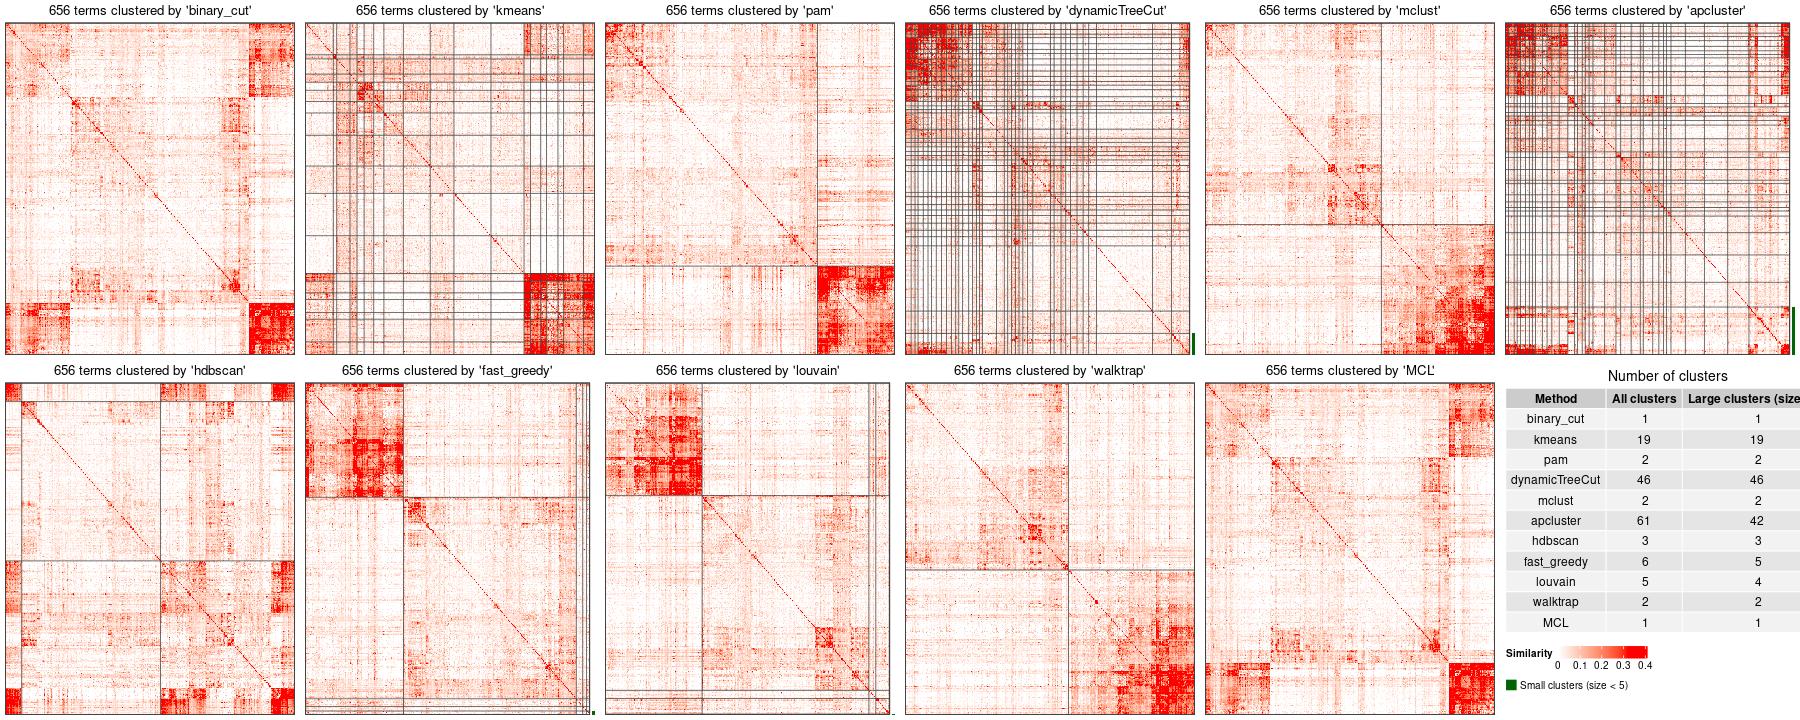 656 terms clustered by 'binary_cut'
656 terms clustered by 'kmeans'
656 terms clustered by 'pam'
656 terms clustered by 'dynamicTreeCut'
656 terms clustered by 'mclust'
656 terms clustered by 'apcluster'
656 terms clustered by 'hdbscan'
656 terms clustered by 'fast_greedy'
656 terms clustered by 'louvain'
656 terms clustered by 'walktrap'
656 terms clustered by 'MCL'
Number of clusters
Method All clusters Large clusters (size
binary_cut 1 1
kmeans 19 19
pam 2 2
dynamicTreeCut 46 46
mclust 2 2
apcluster 61 42
hdbscan 3 3
fast_greedy 6 5
louvain 5 4
walktrap 2 2
MCL 1 1
Similarity
0 0.1 0.2 0.3 0.4
Small clusters (size < 5)